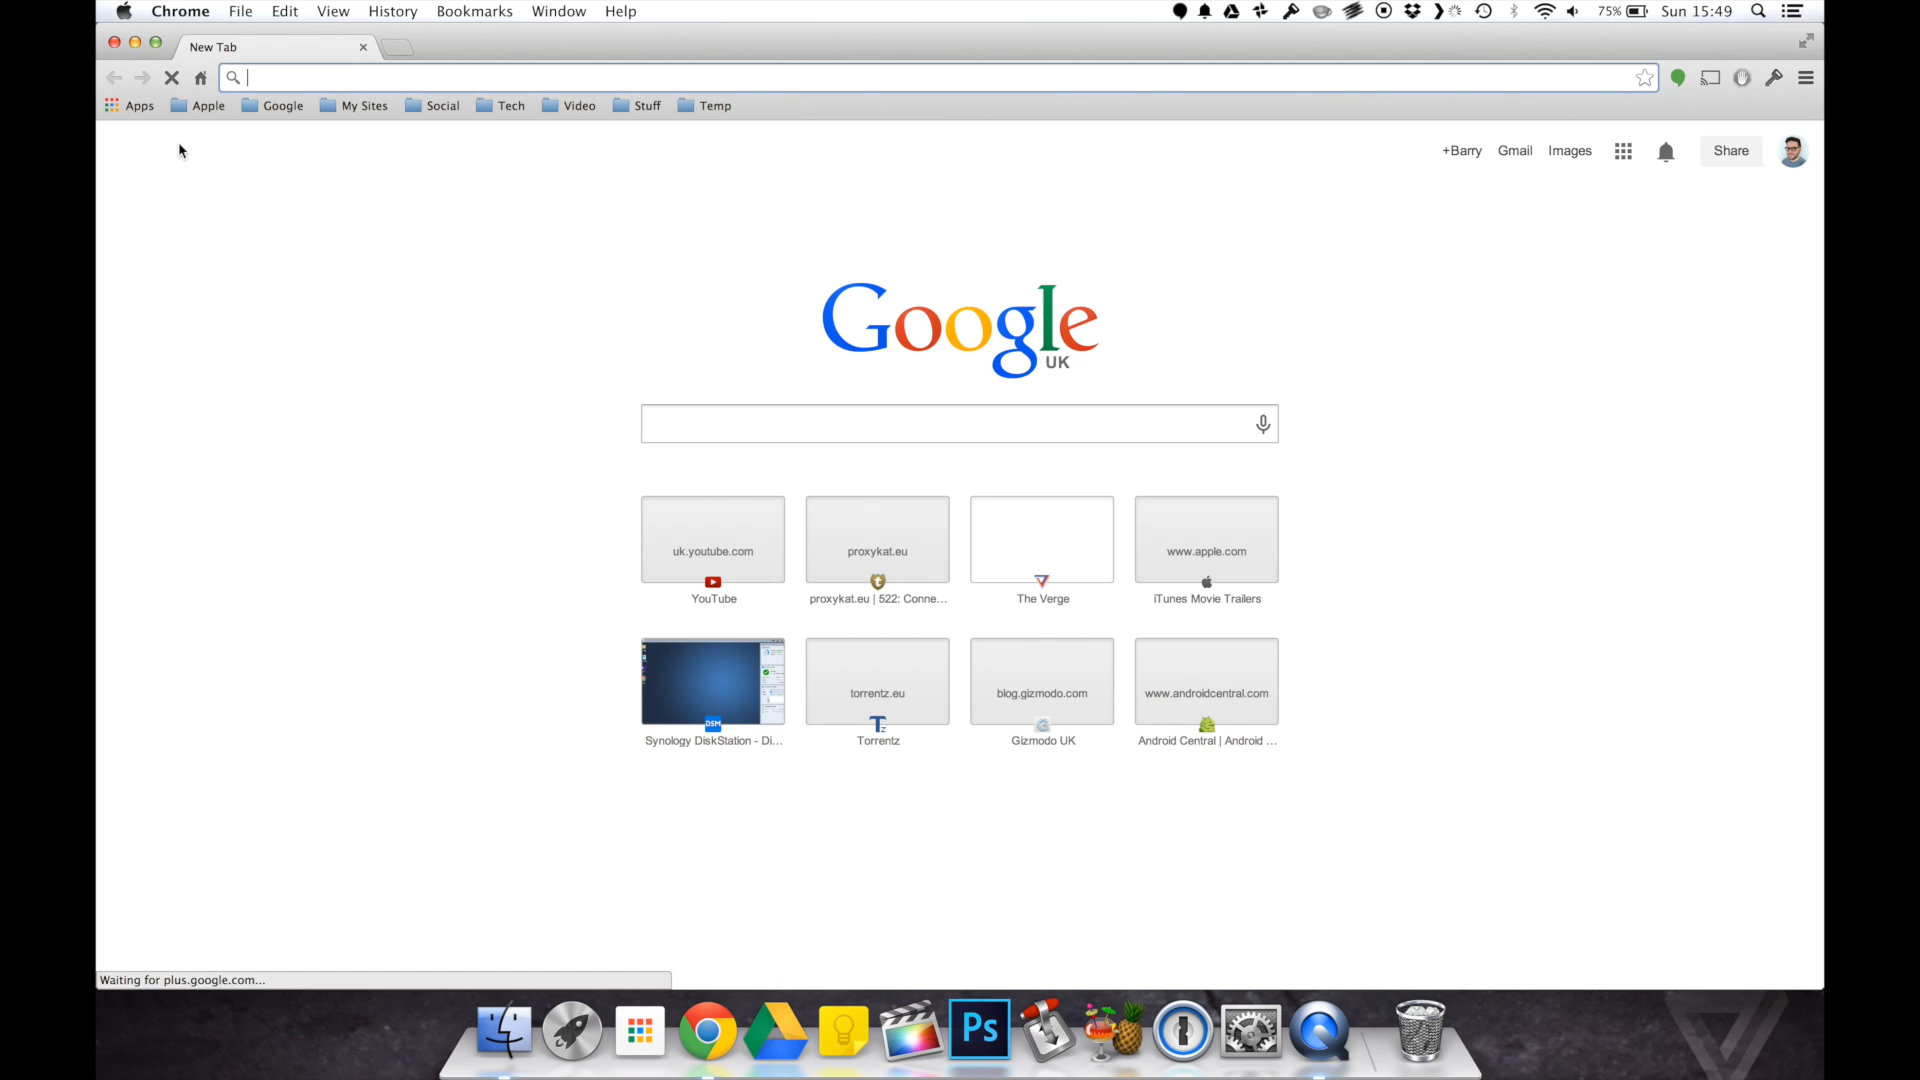 Chrome File Edit View History Bookmarks Window Help 75% Sun 15:49
New Tab
Apps Apple Google My Sites Social Tech Video Stuff Temp
+Barry Gmail Images Share
Google
UK
uk.youtube.com proxykat.eu www.apple.com
YouTube proxykat.eu | 522: Conne... The Verge iTunes Movie Trailers
torrentz.eu blog.gizmodo.com www.androidcentral.com
DSM Tz
Synology DiskStation - Di... Torrentz Gizmodo UK Android Central | Android ...
Waiting for plus.google.com...
Ps